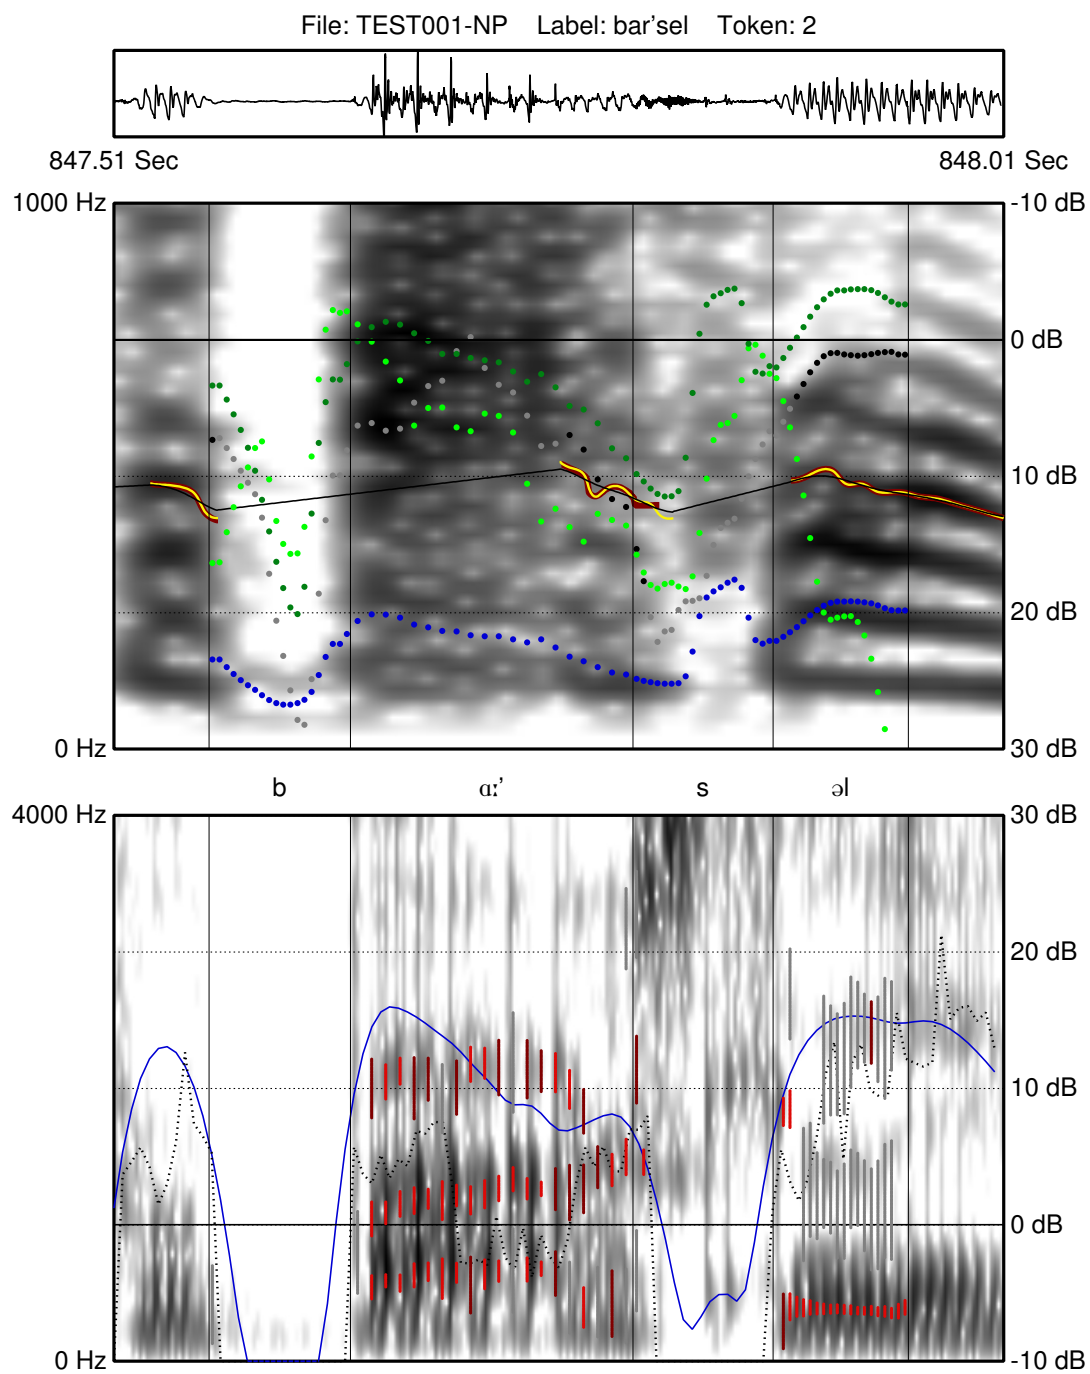 File: TEST001-NP Label: bar'sel Token: 2
847.51 Sec 848.01 Sec
1000 Hz -10 dB
0 dB
10 dB
20 dB
0 Hz 30 dB
b ɑː’ s əl
4000 Hz 30 dB
20 dB
10 dB
0 dB
0 Hz -10 dB